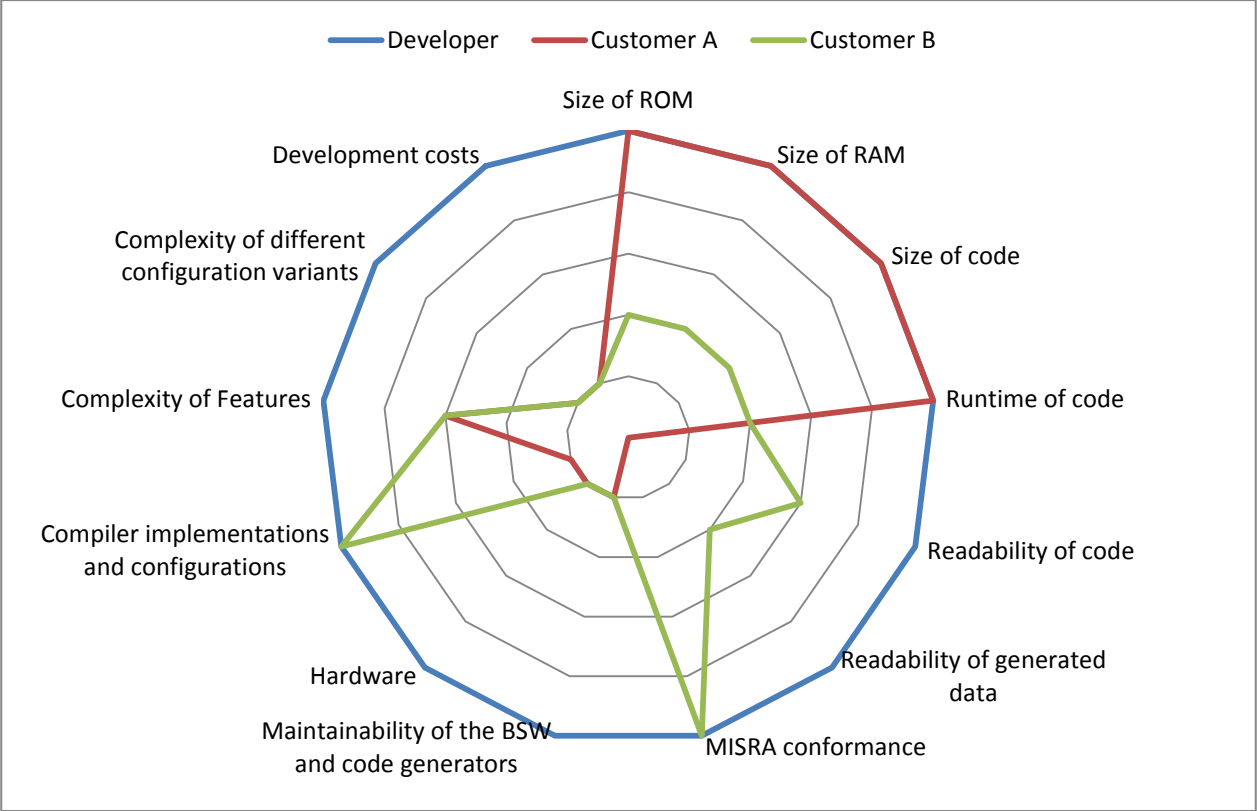 Developer
Customer A
Customer B
Size of ROM
Size of RAM
Size of code
Runtime of code
Readability of code
Readability of generated
data
MISRA conformance
Maintainability of the BSW
and code generators
Hardware
Compiler implementations
and configurations
Complexity of Features
Complexity of different
configuration variants
Development costs